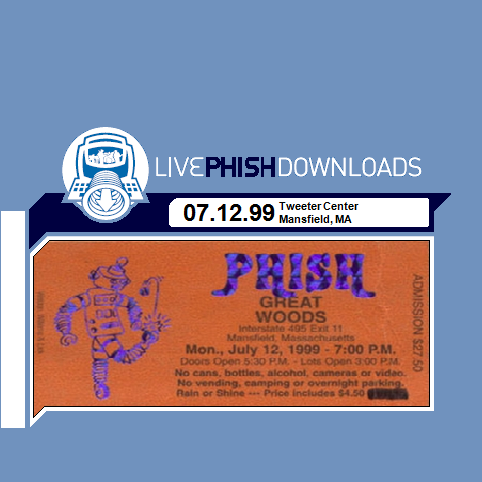 LIVEPHISHDOWNLOADS
07.12.99
Tweeter Center
Mansfield, MA
PHISH
GREAT
WOODS
Interstate 495 Exit 11
Mansfield, Massachusetts
Mon., July 12, 1999 - 7:00 P.M.
Doors Open 5:30 P.M. - Lots Open 3:00 P.M.
No cans, bottles, alcohol, cameras or video.
No vending, camping or overnight parking.
Rain or Shine --- Price includes $4.50
ADMISSION $27.50